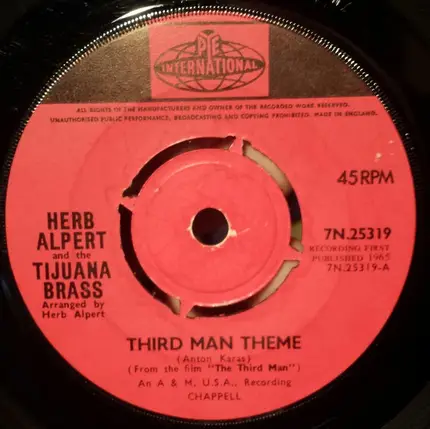 PYE
INTERNATIONAL
ALL RIGHTS OF THE MANUFACTURERS AND OWNER OF THE RECORDED WORK RESERVED.
UNAUTHORISED PUBLIC PERFORMANCE, BROADCASTING AND COPYING PROHIBITED. MADE IN ENGLAND.
45 RPM
HERB
ALPERT
and the
TIJUANA
BRASS
Arranged by
Herb Alpert
7N.25319
RECORDING FIRST
PUBLISHED 1965
7N.25319-A
THIRD MAN THEME
(Anton Karas)
(From the film "The Third Man")
An A & M, U.S.A., Recording
CHAPPELL